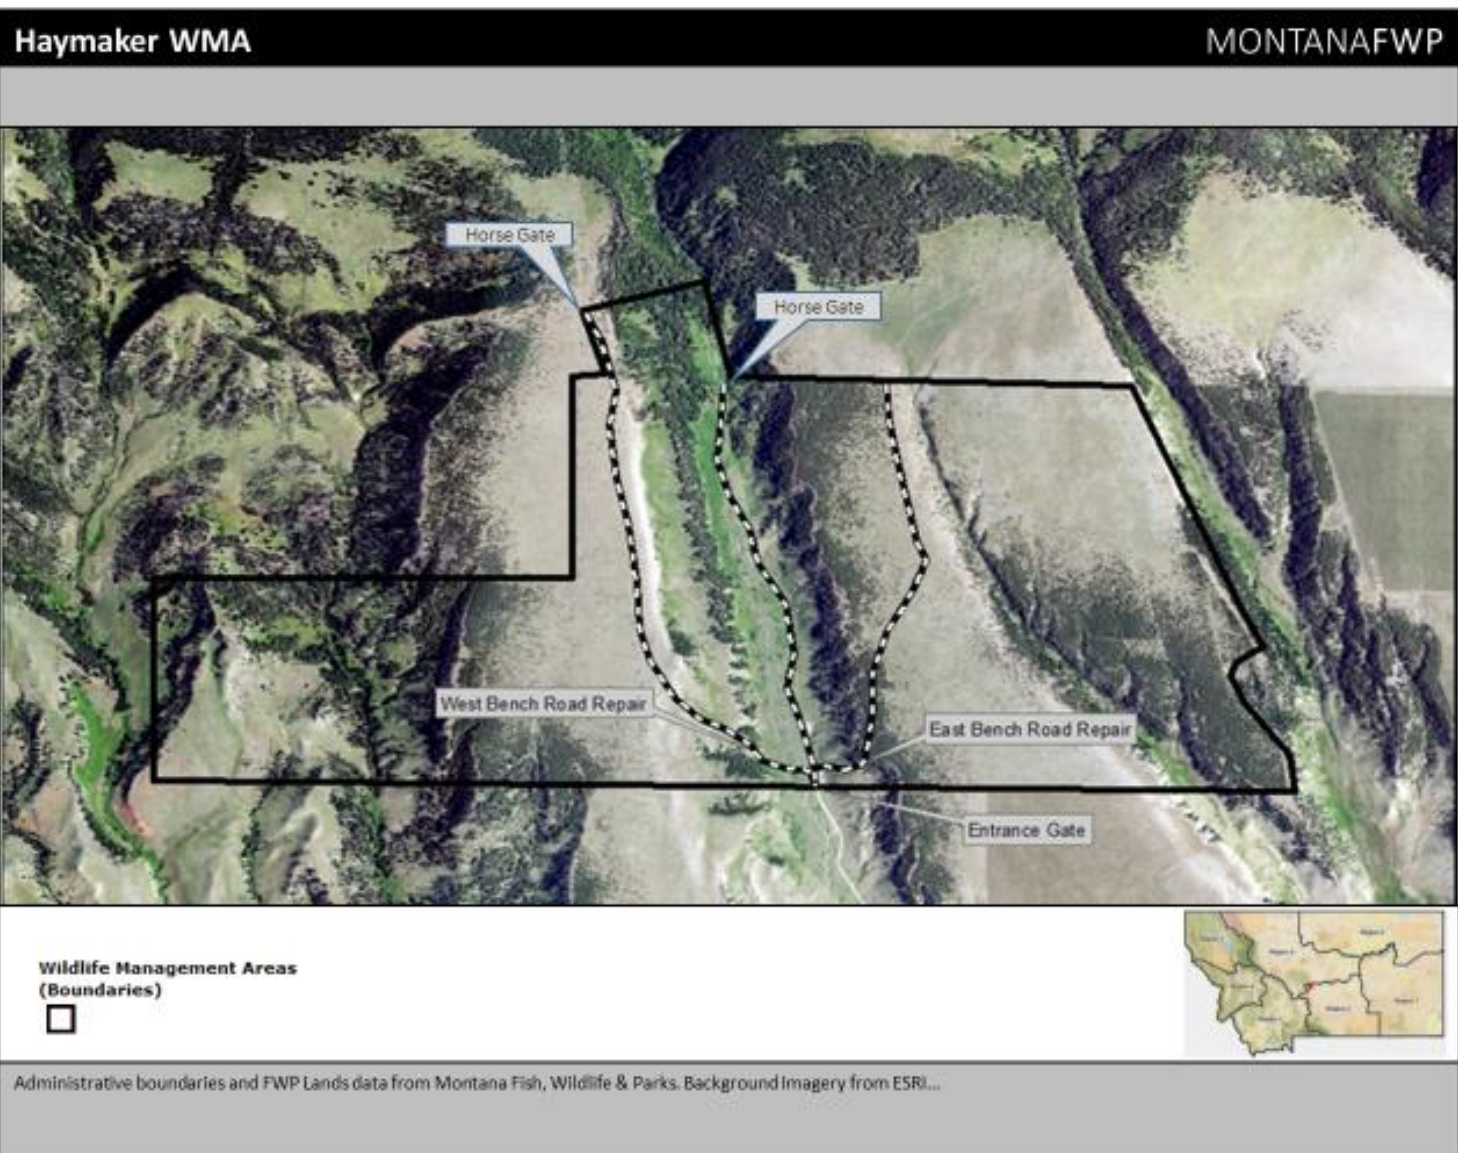 Haymaker WMA
MONTANAFWP
Horse Gate
Horse Gate
West Bench Road Repair
East Bench Road Repair
Entrance Gate
Wildlife Management Areas
(Boundaries)
Administrative boundaries and FWP Lands data from Montana Fish, Wildlife & Parks. Background Imagery from ESRI...